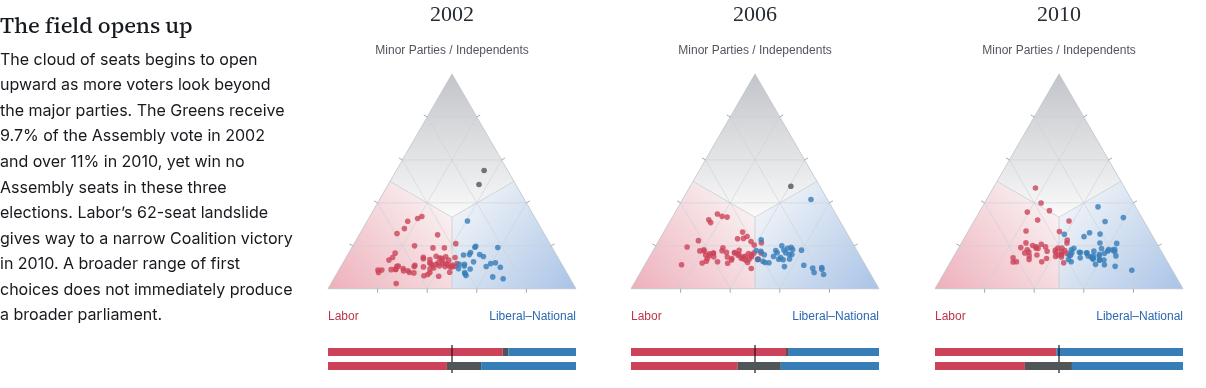 The field opens up
The cloud of seats begins to open
upward as more voters look beyond
the major parties. The Greens receive
9.7% of the Assembly vote in 2002
and over 11% in 2010, yet win no
Assembly seats in these three
elections. Labor’s 62-seat landslide
gives way to a narrow Coalition victory
in 2010. A broader range of first
choices does not immediately produce
a broader parliament.
2002
Minor Parties / Independents
Labor
Liberal–National
2006
Minor Parties / Independents
Labor
Liberal–National
2010
Minor Parties / Independents
Labor
Liberal–National